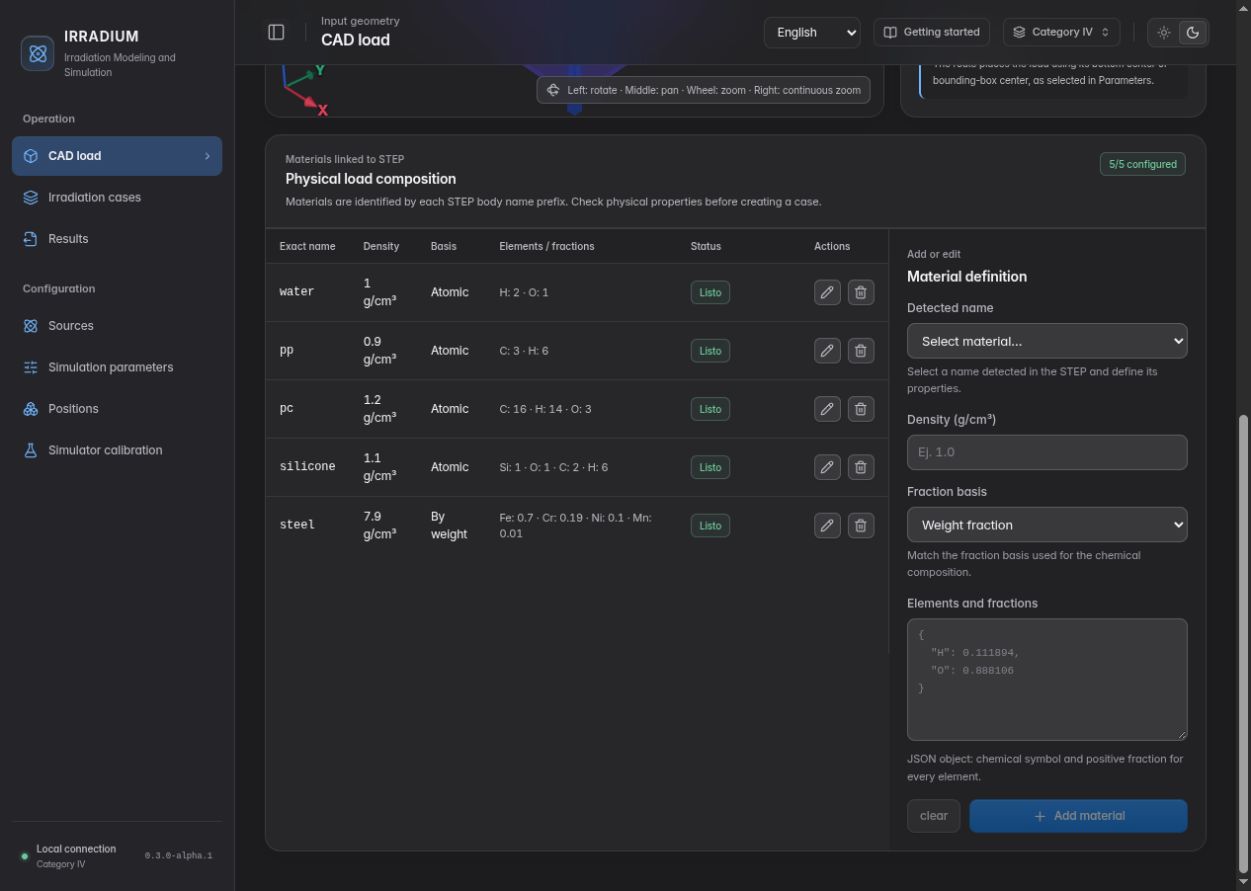 IRRADIUM
Irradiation Modeling and
Simulation
Operation
CAD load
Irradiation cases
Results
Configuration
Sources
Simulation parameters
Positions
Simulator calibration
Local connection
Category IV
0.3.0-alpha.1
Input geometry
CAD load
English
Getting started
Category IV
Y
X
Left: rotate · Middle: pan · Wheel: zoom · Right: continuous zoom
The route places the load using its bottom center or
bounding-box center, as selected in Parameters.
Materials linked to STEP
Physical load composition
Materials are identified by each STEP body name prefix. Check physical properties before creating a case.
5/5 configured
Exact name Density Basis Elements / fractions Status Actions
water 1 g/cm³ Atomic H: 2 · O: 1 Listo
pp 0.9 g/cm³ Atomic C: 3 · H: 6 Listo
pc 1.2 g/cm³ Atomic C: 16 · H: 14 · O: 3 Listo
silicone 1.1 g/cm³ Atomic Si: 1 · O: 1 · C: 2 · H: 6 Listo
steel 7.9 g/cm³ By weight Fe: 0.7 · Cr: 0.19 · Ni: 0.1 · Mn: 0.01 Listo
Add or edit
Material definition
Detected name
Select material...
Select a name detected in the STEP and define its
properties.
Density (g/cm³)
Ej. 1.0
Fraction basis
Weight fraction
Match the fraction basis used for the chemical
composition.
Elements and fractions
{
"H": 0.111894,
"O": 0.888106
}
JSON object: chemical symbol and positive fraction for
every element.
clear
+ Add material